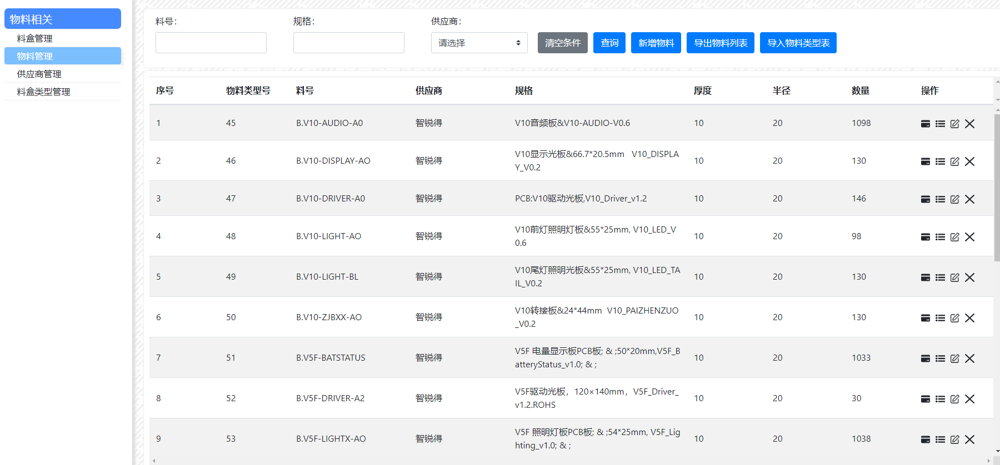 物料相关
料盒管理
物料管理
供应商管理
料盒类型管理
料号: 规格: 供应商:
请选择 清空条件 查询 新增物料 导出物料列表 导入物料类型表
序号 物料类型号 料号 供应商 规格 厚度 半径 数量 操作
1 45 B.V10-AUDIO-A0 智锐得 V10音频板&V10-AUDIO-V0.6 10 20 1098
2 46 B.V10-DISPLAY-AO 智锐得 V10显示光板&66.7*20.5mm V10_DISPLA 10 20 130
Y_V0.2
3 47 B.V10-DRIVER-A0 智锐得 PCB:V10驱动光板,V10_Driver_v1.2 10 20 146
4 48 B.V10-LIGHT-AO 智锐得 V10前灯照明灯板&55*25mm, V10_LED_V 10 20 98
0.6
5 49 B.V10-LIGHT-BL 智锐得 V10尾灯照明光板&55*25mm, V10_LED_TA 10 20 130
IL_V0.2
6 50 B.V10-ZJBXX-AO 智锐得 V10转接板&24*44mm V10_PAIZHENZUO 10 20 130
_V0.2
7 51 B.V5F-BATSTATUS 智锐得 V5F 电量显示板PCB板; & ;50*20mm,V5F_B 10 20 1033
atteryStatus_v1.0; & ;
8 52 B.V5F-DRIVER-A2 智锐得 V5F驱动光板，120×140mm，V5F_Driver_ 10 20 30
v1.2.ROHS
9 53 B.V5F-LIGHTX-AO 智锐得 V5F 照明灯板PCB板; & ;54*25mm, V5F_Lig 10 20 1038
hting_v1.0; & ;